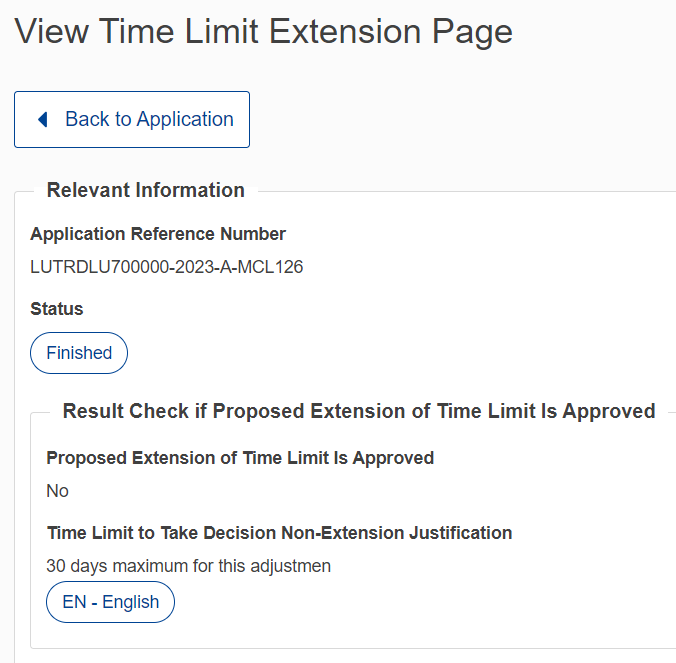 View Time Limit Extension Page
Back to Application
Relevant Information
Application Reference Number
LUTRDLU700000-2023-A-MCL126
Status
Finished
Result Check if Proposed Extension of Time Limit Is Approved
Proposed Extension of Time Limit Is Approved
No
Time Limit to Take Decision Non-Extension Justification
30 days maximum for this adjustmen
EN - English